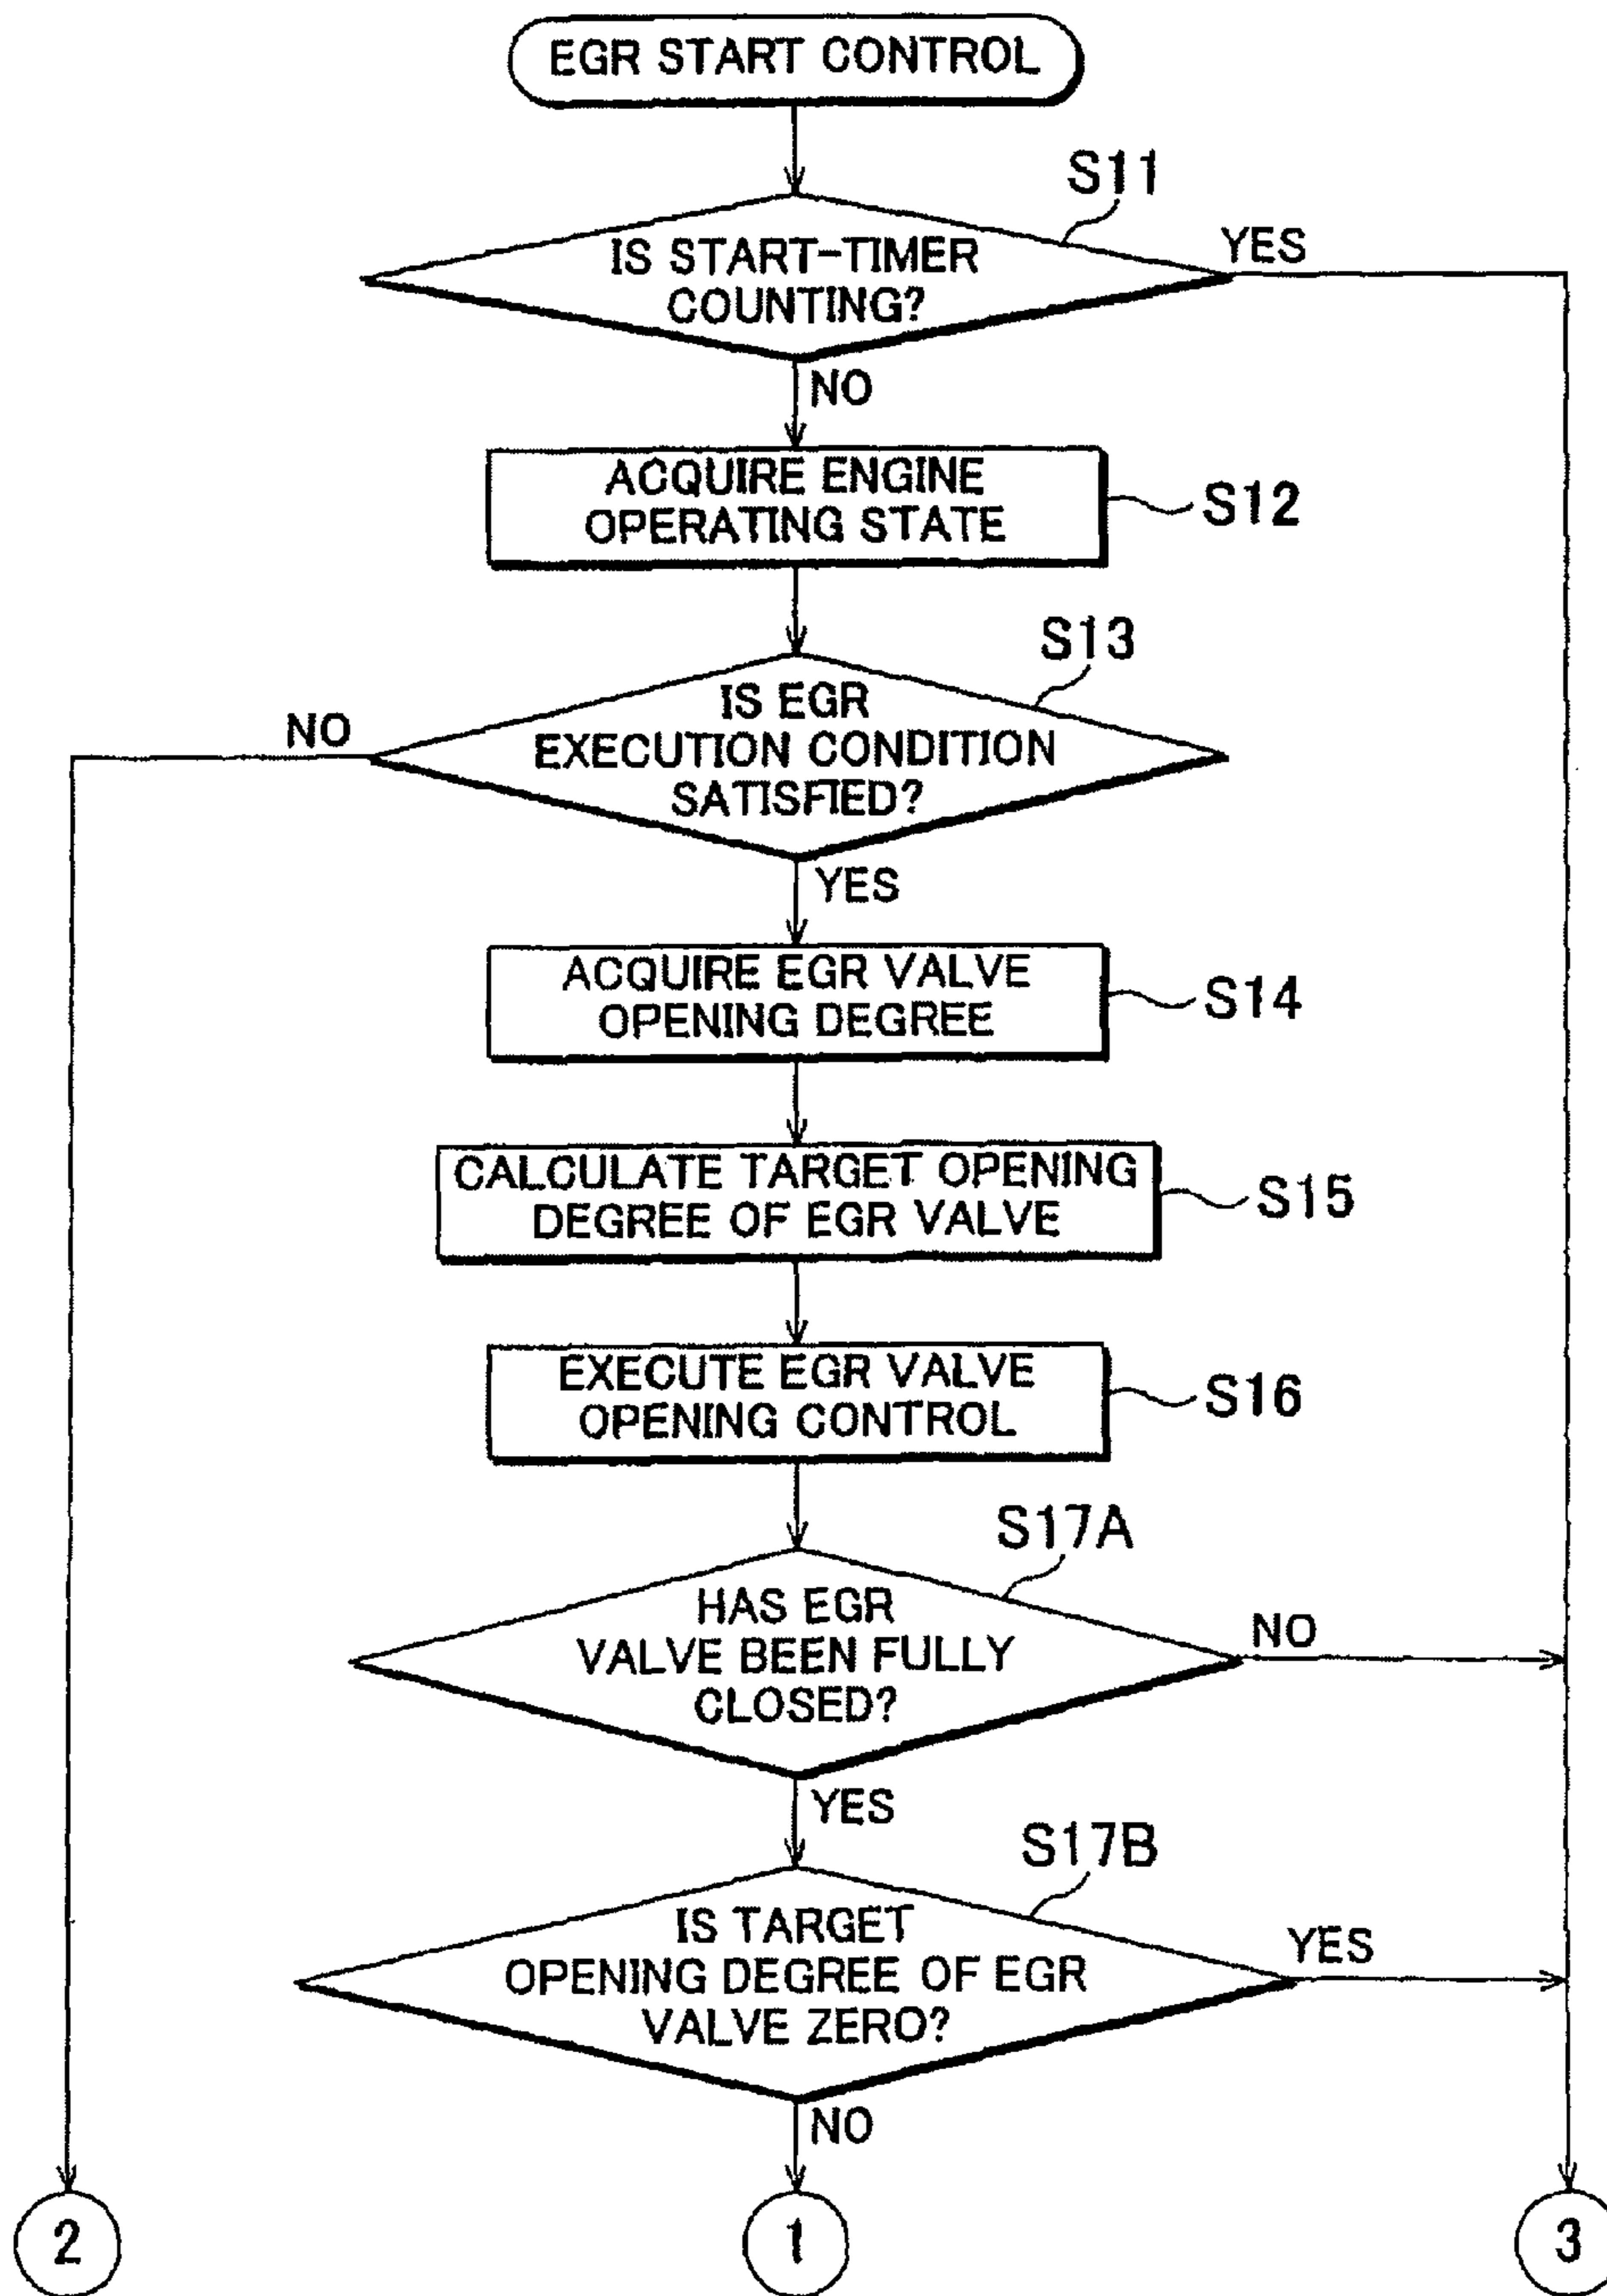 EGR START CONTROL
S11
IS START-TIMER
COUNTING?
YES
NO
ACQUIRE ENGINE
OPERATING STATE
S12
S13
IS EGR
EXECUTION CONDITION
SATISFIED?
NO
YES
ACQUIRE EGR VALVE
OPENING DEGREE
S14
CALCULATE TARGET OPENING
DEGREE OF EGR VALVE
S15
EXECUTE EGR VALVE
OPENING CONTROL
S16
S17A
HAS EGR
VALVE BEEN FULLY
CLOSED?
NO
YES
S17B
IS TARGET
OPENING DEGREE OF EGR
VALVE ZERO?
YES
NO
2
1
3